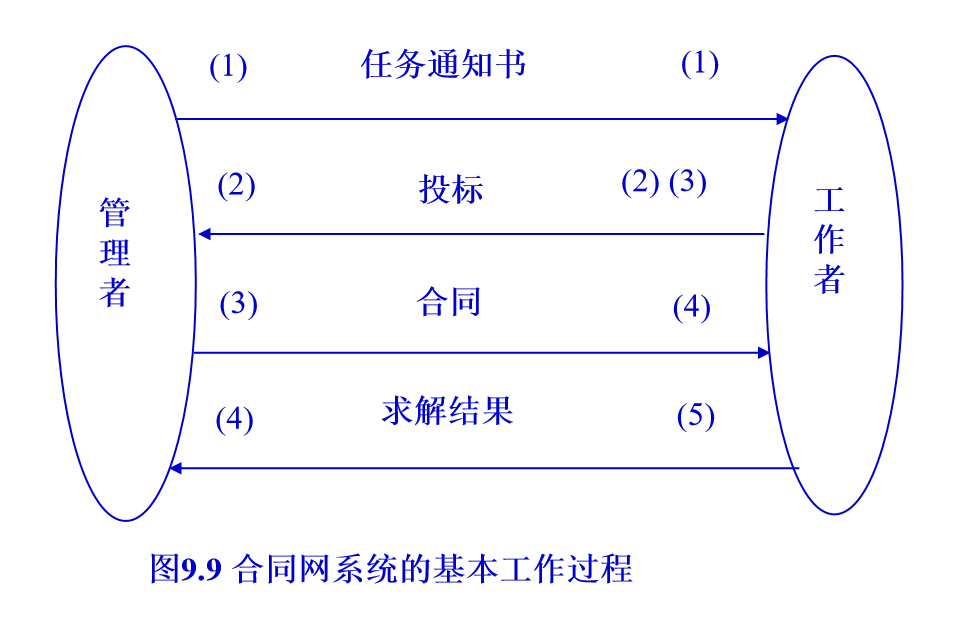 (1) 任务通知书 (1)
(2) 投标 (2) (3)
管理者
工作者
(3) 合同 (4)
(4) 求解结果 (5)
图9.9 合同网系统的基本工作过程